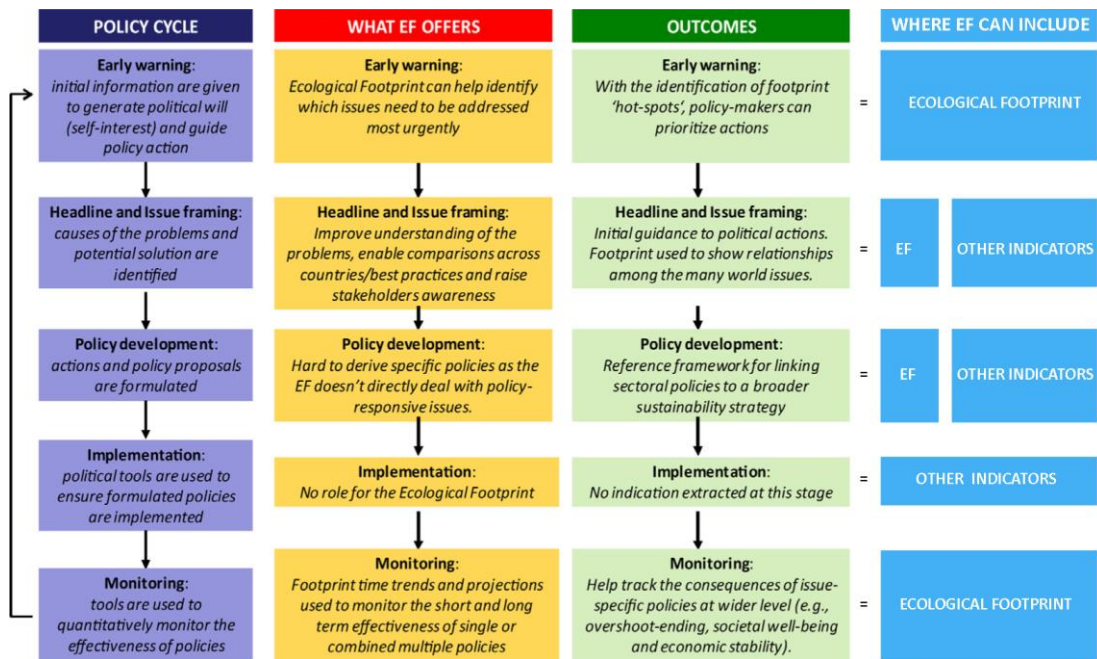 POLICY CYCLE
WHAT EF OFFERS
OUTCOMES
WHERE EF CAN INCLUDE
Early warning:
initial information are given
to generate political will
(self-interest) and guide
policy action
Early warning:
Ecological Footprint can help identify
which issues need to be addressed
most urgently
Early warning:
With the identification of footprint
‘hot-spots‘, policy-makers can
prioritize actions
=
ECOLOGICAL FOOTPRINT
Headline and Issue framing:
causes of the problems and
potential solution are
identified
Headline and Issue framing:
Improve understanding of the
problems, enable comparisons across
countries/best practices and raise
stakeholders awareness
Headline and Issue framing:
Initial guidance to political actions.
Footprint used to show relationships
among the many world issues.
=
EF
OTHER INDICATORS
Policy development:
actions and policy proposals
are formulated
Policy development:
Hard to derive specific policies as the
EF doesn’t directly deal with policy-
responsive issues.
Policy development:
Reference framework for linking
sectoral policies to a broader
sustainability strategy
=
EF
OTHER INDICATORS
Implementation:
political tools are used to
ensure formulated policies
are implemented
Implementation:
No role for the Ecological Footprint
Implementation:
No indication extracted at this stage
=
OTHER INDICATORS
Monitoring:
tools are used to
quantitatively monitor the
effectiveness of policies
Monitoring:
Footprint time trends and projections
used to monitor the short and long
term effectiveness of single or
combined multiple policies
Monitoring:
Help track the consequences of issue-
specific policies at wider level (e.g.,
overshoot-ending, societal well-being
and economic stability).
=
ECOLOGICAL FOOTPRINT